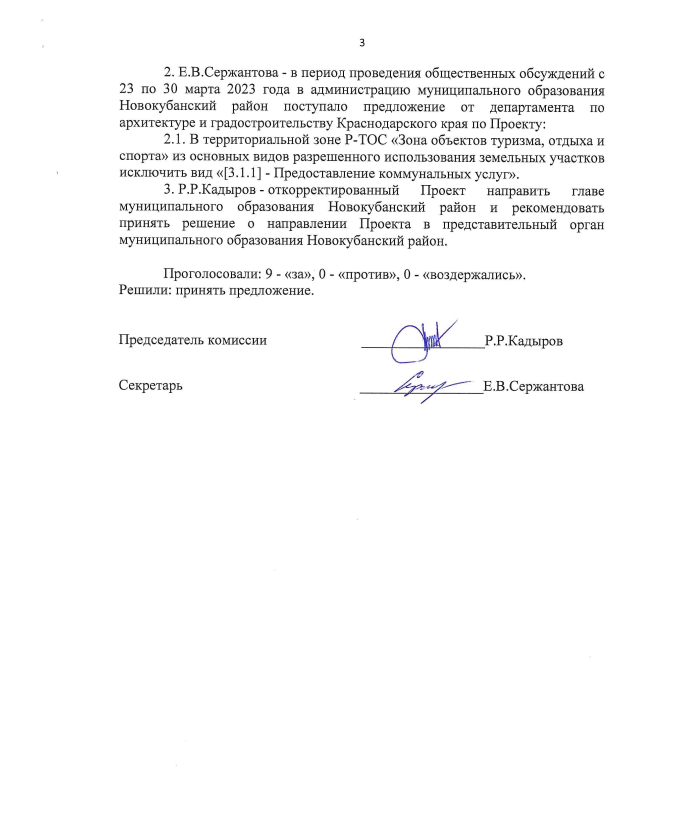 3
2. Е.В.Сержантова - в период проведения общественных обсуждений с
23 по 30 марта 2023 года в администрацию муниципального образования
Новокубанский район поступало предложение от департамента по
архитектуре и градостроительству Краснодарского края по Проекту:
2.1. В территориальной зоне Р-ТОС «Зона объектов туризма, отдыха и
спорта» из основных видов разрешенного использования земельных участков
исключить вид «[3.1.1] - Предоставление коммунальных услуг».
3. Р.Р.Кадыров - откорректированный Проект направить главе
муниципального образования Новокубанский район и рекомендовать
принять решение о направлении Проекта в представительный орган
муниципального образования Новокубанский район.
Проголосовали: 9 - «за», 0 - «против», 0 - «воздержались».
Решили: принять предложение.
Председатель комиссии Р.Р.Кадыров
Секретарь Е.В.Сержантова